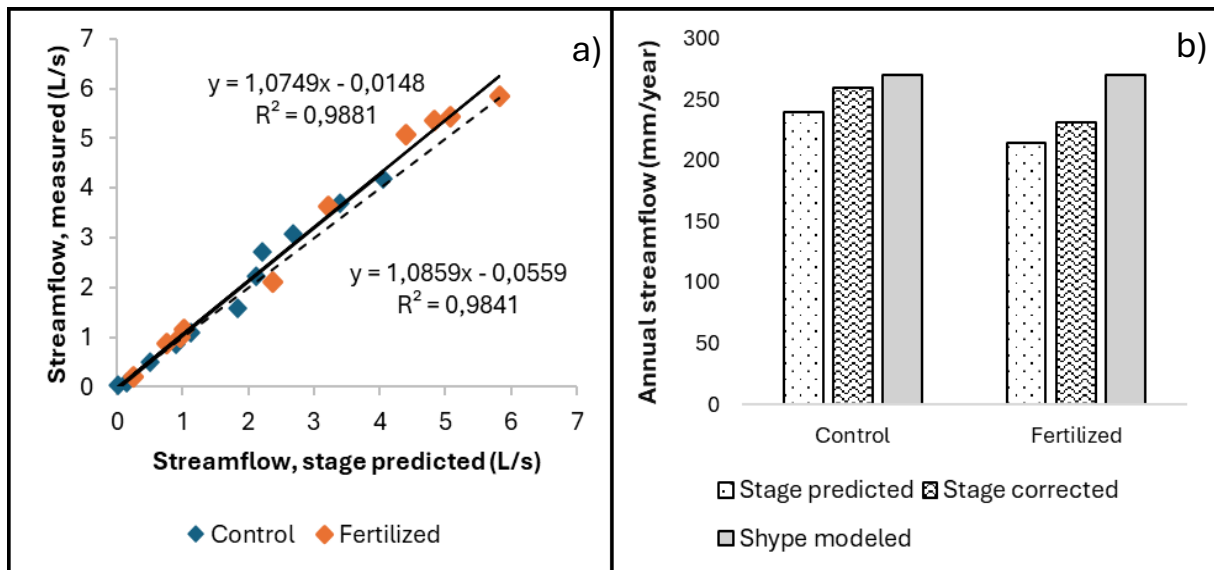 a)
Streamflow, measured (L/s)
7
6
5
4
3
2
1
0
y = 1,0749x - 0,0148
R² = 0,9881
y = 1,0859x - 0,0559
R² = 0,9841
0 1 2 3 4 5 6 7
Streamflow, stage predicted (L/s)
Control Fertilized
b)
Annual streamflow (mm/year)
300
250
200
150
100
50
0
Control Fertilized
Stage predicted Stage corrected
Shype modeled